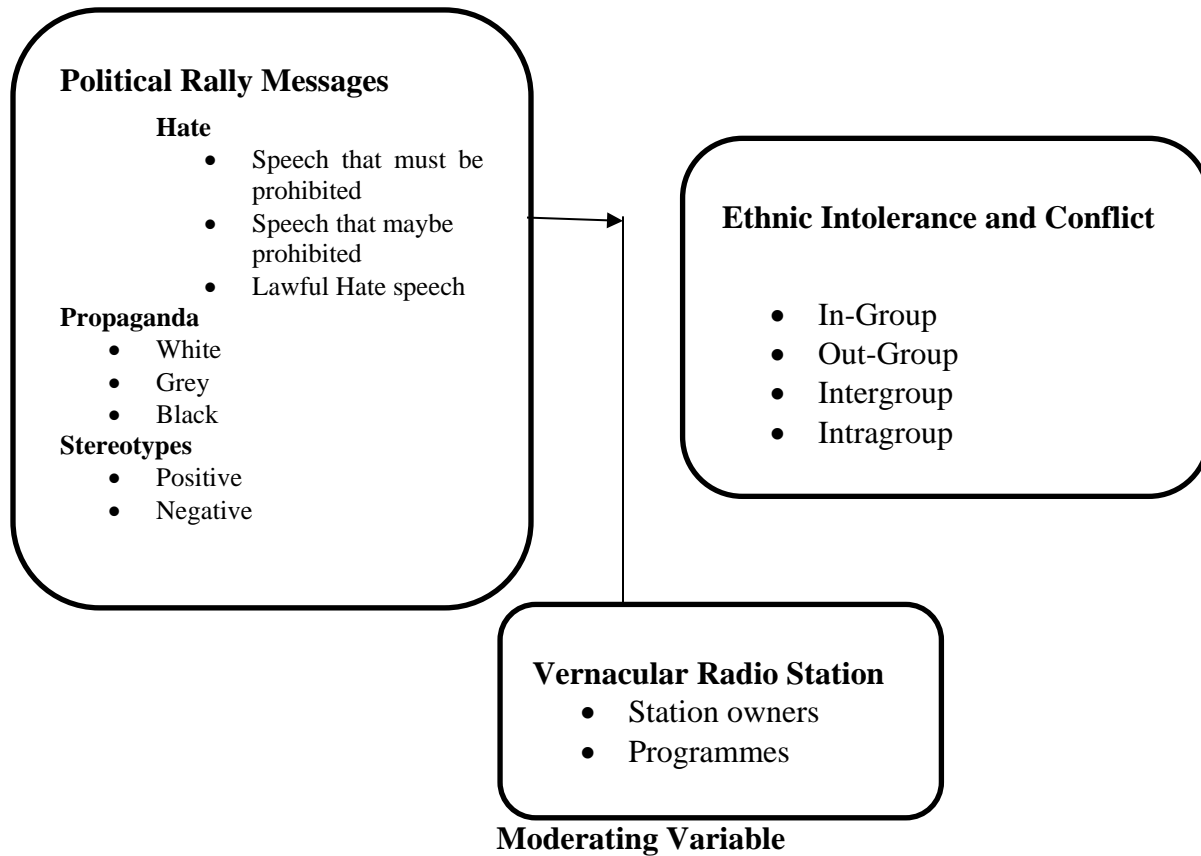 Political Rally Messages
Hate
• Speech that must be
prohibited
• Speech that maybe
prohibited
• Lawful Hate speech
Propaganda
• White
• Grey
• Black
Stereotypes
• Positive
• Negative
Ethnic Intolerance and Conflict
• In-Group
• Out-Group
• Intergroup
• Intragroup
Vernacular Radio Station
• Station owners
• Programmes
Moderating Variable